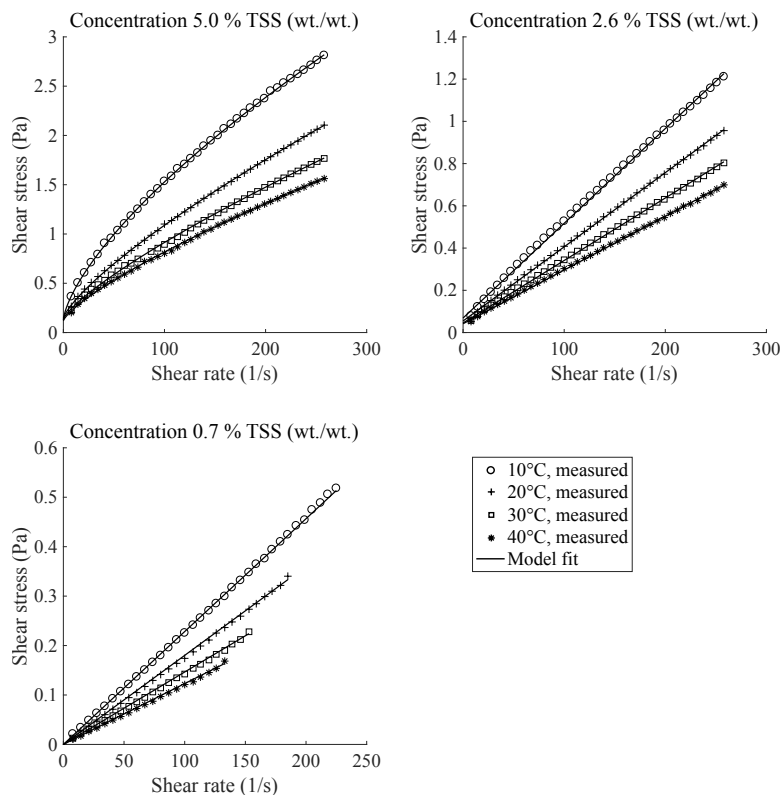 Concentration 5.0 % TSS (wt./wt.)
3
2.5
2
1.5
1
0.5
0
0 100 200 300
Shear stress (Pa)
Shear rate (1/s)
Concentration 2.6 % TSS (wt./wt.)
1.4
1.2
1
0.8
0.6
0.4
0.2
0
0 100 200 300
Shear stress (Pa)
Shear rate (1/s)
Concentration 0.7 % TSS (wt./wt.)
0.6
0.5
0.4
0.3
0.2
0.1
0
0 50 100 150 200 250
Shear stress (Pa)
Shear rate (1/s)
10°C, measured
20°C, measured
30°C, measured
40°C, measured
Model fit